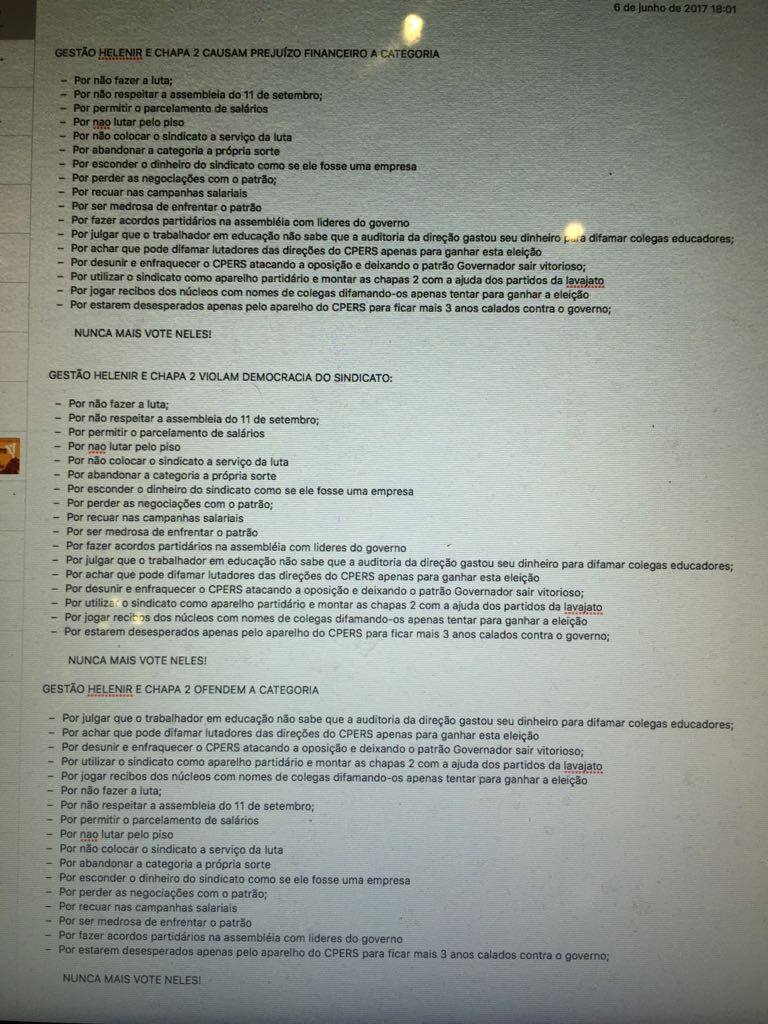 6 de junho de 2017 18:01
GESTÃO HELENIR E CHAPA 2 CAUSAM PREJUÍZO FINANCEIRO A CATEGORIA
– Por não fazer a luta;
– Por não respeitar a assembleia do 11 de setembro;
– Por permitir o parcelamento de salários
– Por nao lutar pelo piso
– Por não colocar o sindicato a serviço da luta
– Por abandonar a categoria a própria sorte
– Por esconder o dinheiro do sindicato como se ele fosse uma empresa
– Por perder as negociações com o patrão;
– Por recuar nas campanhas salariais
– Por ser medrosa de enfrentar o patrão
– Por fazer acordos partidários na assembléia com lideres do governo
– Por julgar que o trabalhador em educação não sabe que a auditoria da direção gastou seu dinheiro para difamar colegas educadores;
– Por achar que pode difamar lutadores das direções do CPERS apenas para ganhar esta eleição
– Por desunir e enfraquecer o CPERS atacando a oposição e deixando o patrão Governador sair vitorioso;
– Por utilizar o sindicato como aparelho partidário e montar as chapas 2 com a ajuda dos partidos da lavajato
– Por jogar recibos dos núcleos com nomes de colegas difamando-os apenas tentar para ganhar a eleição
– Por estarem desesperados apenas pelo aparelho do CPERS para ficar mais 3 anos calados contra o governo;
NUNCA MAIS VOTE NELES!
GESTÃO HELENIR E CHAPA 2 VIOLAM DEMOCRACIA DO SINDICATO:
– Por não fazer a luta;
– Por não respeitar a assembleia do 11 de setembro;
– Por permitir o parcelamento de salários
– Por nao lutar pelo piso
– Por não colocar o sindicato a serviço da luta
– Por abandonar a categoria a própria sorte
– Por esconder o dinheiro do sindicato como se ele fosse uma empresa
– Por perder as negociações com o patrão;
– Por recuar nas campanhas salariais
– Por ser medrosa de enfrentar o patrão
– Por fazer acordos partidários na assembléia com lideres do governo
– Por julgar que o trabalhador em educação não sabe que a auditoria da direção gastou seu dinheiro para difamar colegas educadores;
– Por achar que pode difamar lutadores das direções do CPERS apenas para ganhar esta eleição
– Por desunir e enfraquecer o CPERS atacando a oposição e deixando o patrão Governador sair vitorioso;
– Por utilizar o sindicato como aparelho partidário e montar as chapas 2 com a ajuda dos partidos da lavajato
– Por jogar recibos dos núcleos com nomes de colegas difamando-os apenas tentar para ganhar a eleição
– Por estarem desesperados apenas pelo aparelho do CPERS para ficar mais 3 anos calados contra o governo;
NUNCA MAIS VOTE NELES!
GESTÃO HELENIR E CHAPA 2 OFENDEM A CATEGORIA
– Por julgar que o trabalhador em educação não sabe que a auditoria da direção gastou seu dinheiro para difamar colegas educadores;
– Por achar que pode difamar lutadores das direções do CPERS apenas para ganhar esta eleição
– Por desunir e enfraquecer o CPERS atacando a oposição e deixando o patrão Governador sair vitorioso;
– Por utilizar o sindicato como aparelho partidário e montar as chapas 2 com a ajuda dos partidos da lavajato
– Por jogar recibos dos núcleos com nomes de colegas difamando-os apenas tentar para ganhar a eleição
– Por não fazer a luta;
– Por não respeitar a assembleia do 11 de setembro;
– Por permitir o parcelamento de salários
– Por nao lutar pelo piso
– Por não colocar o sindicato a serviço da luta
– Por abandonar a categoria a própria sorte
– Por esconder o dinheiro do sindicato como se ele fosse uma empresa
– Por perder as negociações com o patrão;
– Por recuar nas campanhas salariais
– Por ser medrosa de enfrentar o patrão
– Por fazer acordos partidários na assembléia com lideres do governo
– Por estarem desesperados apenas pelo aparelho do CPERS para ficar mais 3 anos calados contra o governo;
NUNCA MAIS VOTE NELES!